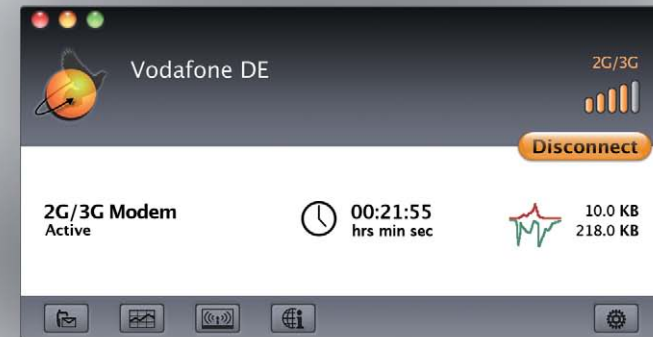 Vodafone DE
2G/3G
Disconnect
2G/3G Modem
Active
00:21:55
hrs min sec
10.0 KB
218.0 KB